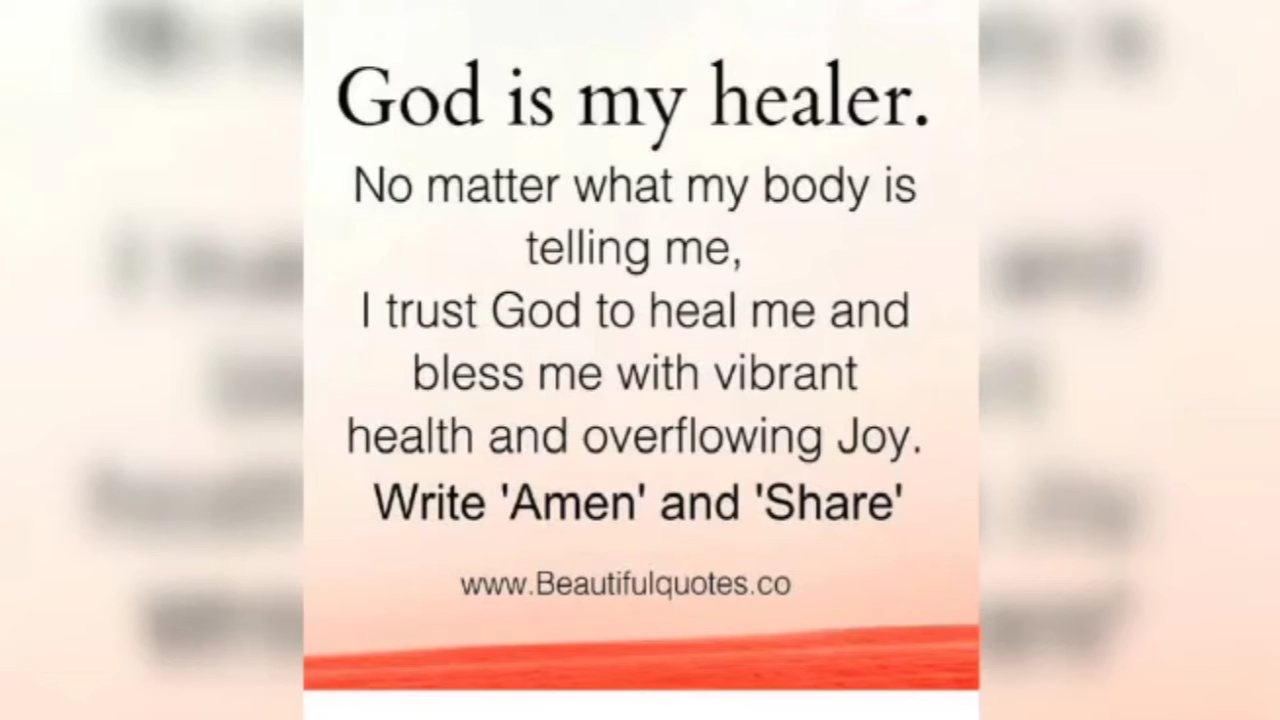 God is my healer.
No matter what my body is
telling me,
I trust God to heal me and
bless me with vibrant
health and overflowing Joy.
Write 'Amen' and 'Share'
www.Beautifulquotes.co